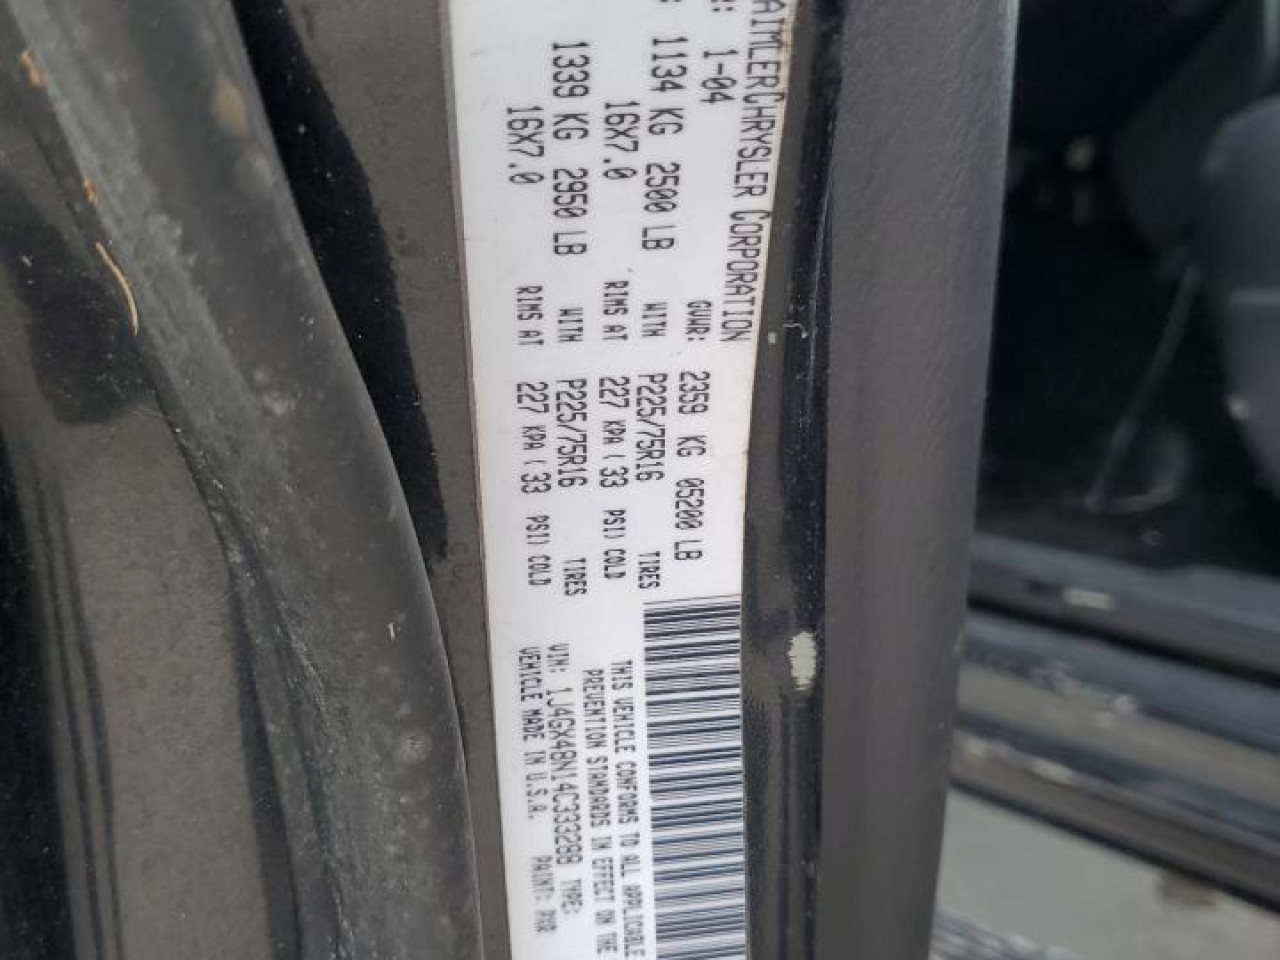 AIMLERCHRYSLER CORPORATION
1-04 GVWR: 2359 KG 05200 LB
1134 KG 2500 LB WITH P225/75R16 TIRES
16X7.0 RIMS AT 227 KPA ( 33 PSI) COLD
1339 KG 2950 LB WITH P225/75R16 TIRES
16X7.0 RIMS AT 227 KPA ( 33 PSI) COLD
THIS VEHICLE CONFORMS TO ALL APPLICABLE
PREVENTION STANDARDS IN EFFECT ON THE
VIN: 1J4GX48N14C333288 TYPE:
VEHICLE MADE IN U.S.A. PAINT: PXR